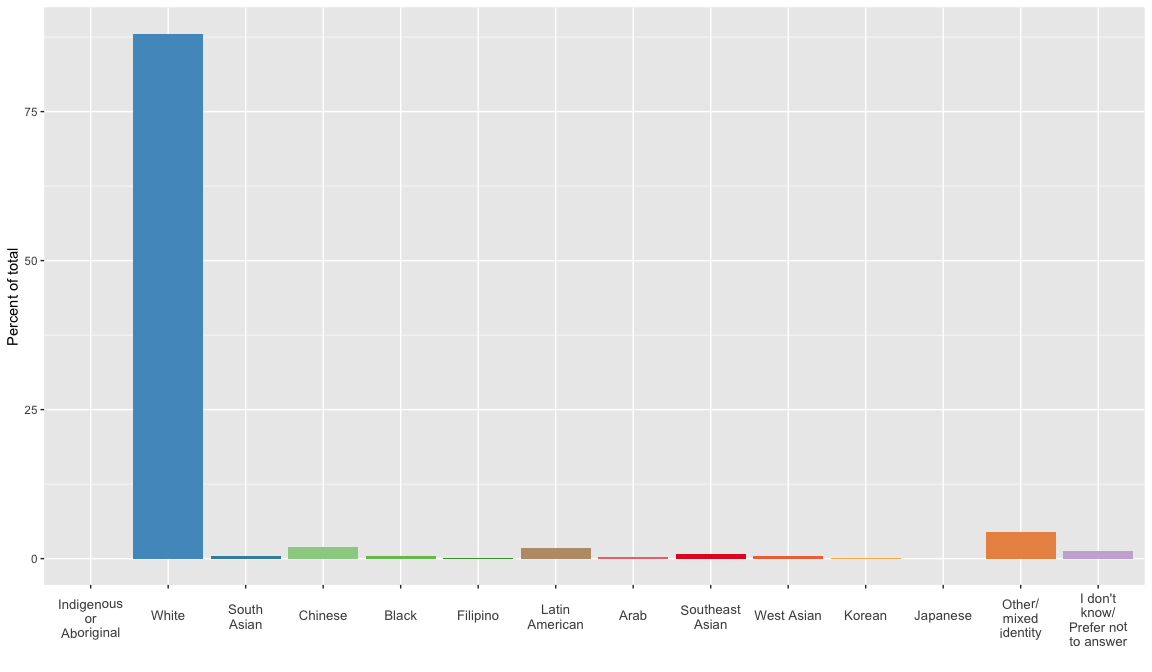 Percent of total
75
50
25
0
Indigenous
or
Aboriginal
White
South
Asian
Chinese
Black
Filipino
Latin
American
Arab
Southeast
Asian
West Asian
Korean
Japanese
Other/
mixed
identity
I don't
know/
Prefer not
to answer